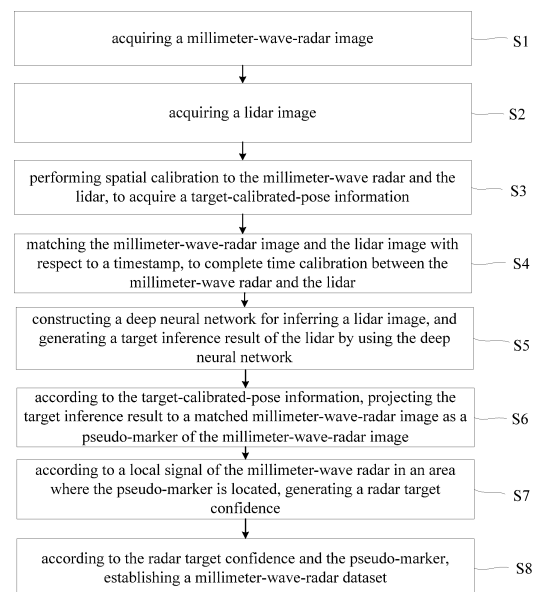 acquiring a millimeter-wave-radar image
S1
acquiring a lidar image
S2
performing spatial calibration to the millimeter-wave radar and the
lidar, to acquire a target-calibrated-pose information
S3
matching the millimeter-wave-radar image and the lidar image with
respect to a timestamp, to complete time calibration between the
millimeter-wave radar and the lidar
S4
constructing a deep neural network for inferring a lidar image, and
generating a target inference result of the lidar by using the deep
neural network
S5
according to the target-calibrated-pose information, projecting the
target inference result to a matched millimeter-wave-radar image as a
pseudo-marker of the millimeter-wave-radar image
S6
according to a local signal of the millimeter-wave radar in an area
where the pseudo-marker is located, generating a radar target
confidence
S7
according to the radar target confidence and the pseudo-marker,
establishing a millimeter-wave-radar dataset
S8